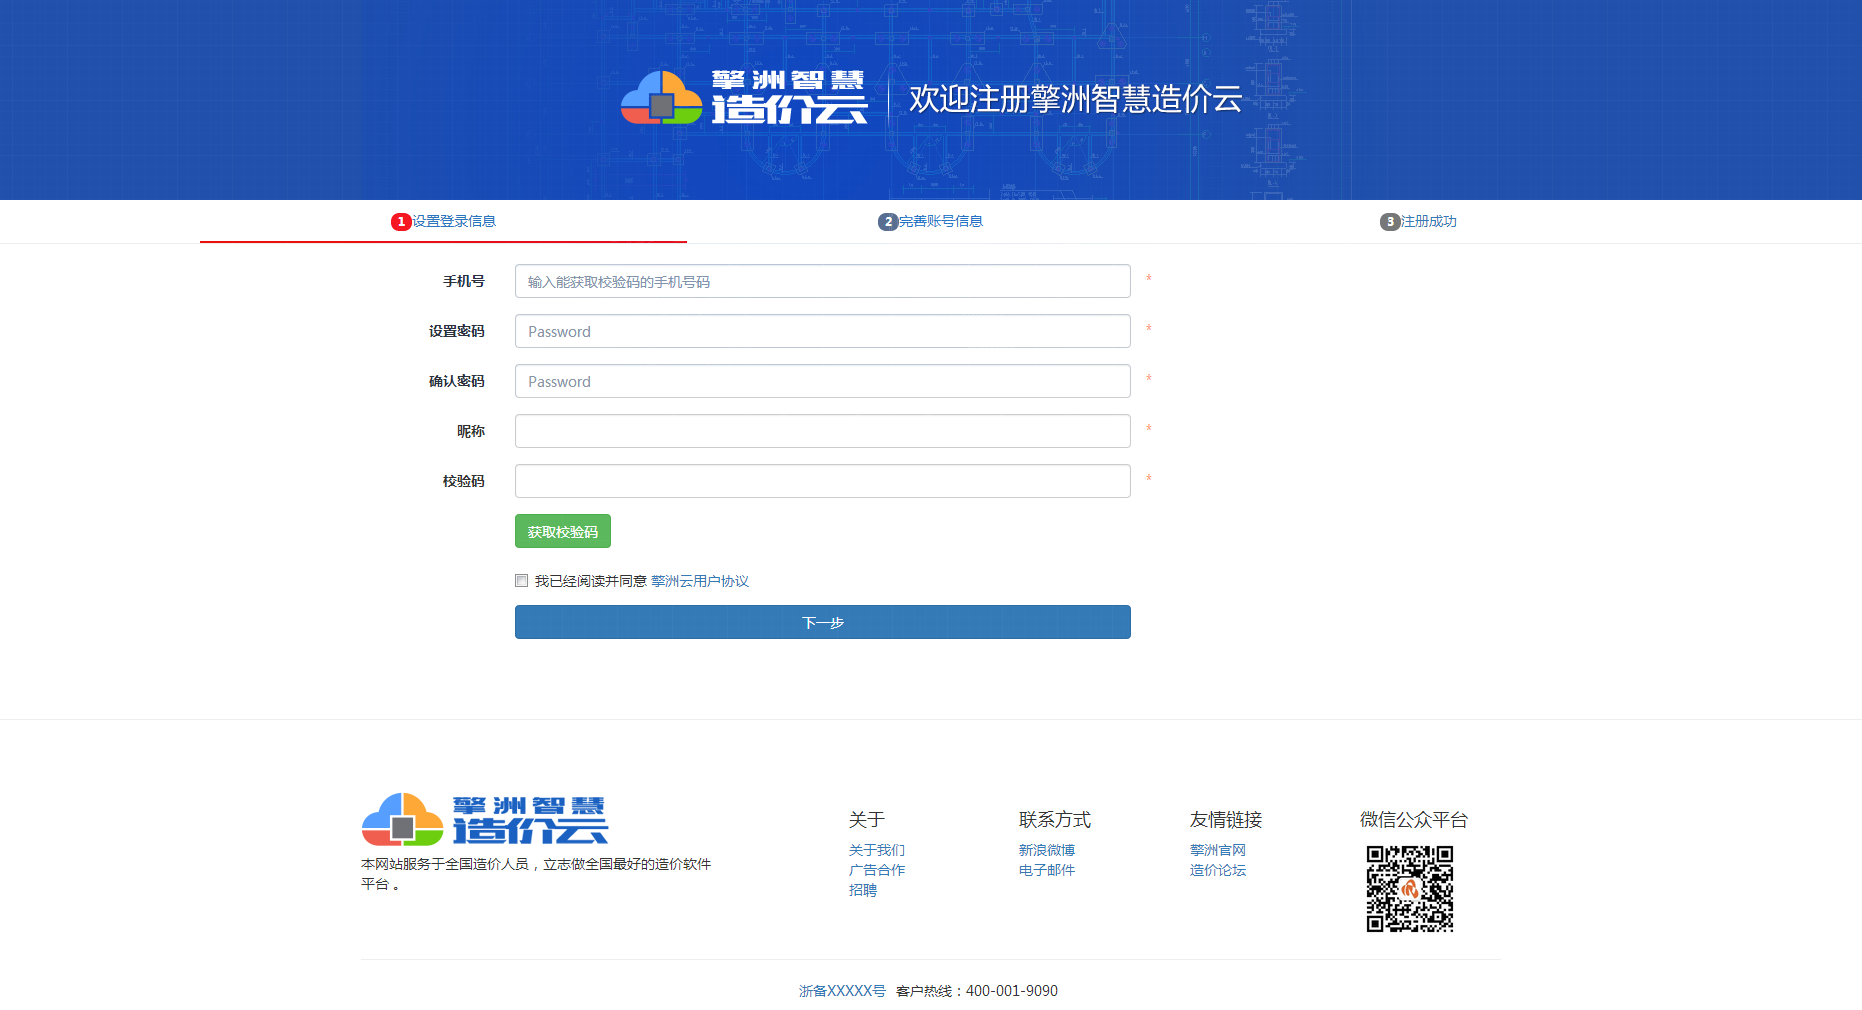 擎洲智慧
造价云
欢迎注册擎洲智慧造价云
1 设置登录信息
2 完善账号信息
3 注册成功
手机号
输入能获取校验码的手机号码
*
设置密码
Password
*
确认密码
Password
*
昵称
*
校验码
*
获取校验码
我已经阅读并同意 擎洲云用户协议
下一步
擎洲智慧
造价云
本网站服务于全国造价人员，立志做全国最好的造价软件
平台 。
关于
关于我们
广告合作
招聘
联系方式
新浪微博
电子邮件
友情链接
擎洲官网
造价论坛
微信公众平台
浙备XXXXX号 客户热线：400-001-9090